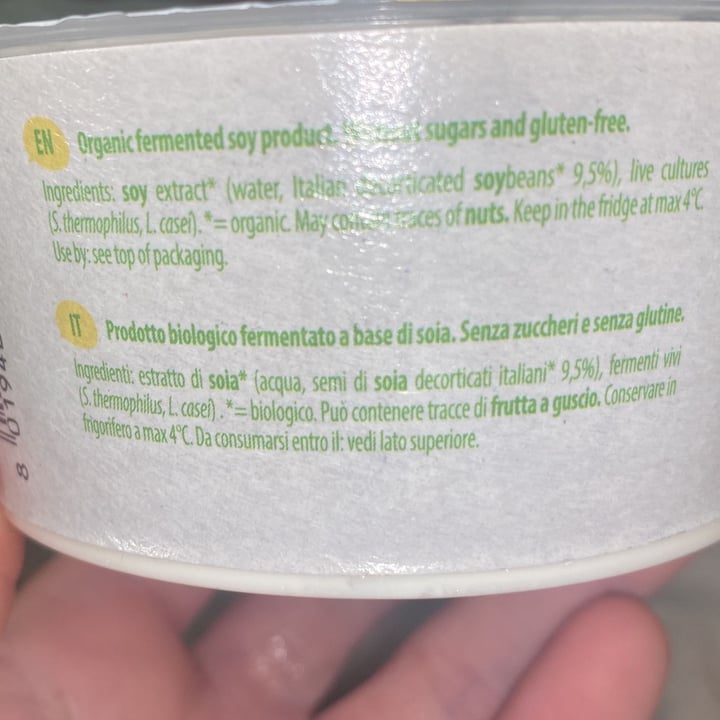 EN Organic fermented soy product. sugars and gluten-free.
Ingredients: soy extract* (water, Italian decorticated soybeans* 9,5%), live cultures
(S. thermophilus, L. casei). *= organic. May contain traces of nuts. Keep in the fridge at max 4°C.
Use by: see top of packaging.
IT Prodotto biologico fermentato a base di soia. Senza zuccheri e senza glutine.
Ingredienti: estratto di soia* (acqua, semi di soia decorticati italiani* 9,5%), fermenti vivi
(S. thermophilus, L. casei) . *= biologico. Può contenere tracce di frutta a guscio. Conservare in
frigorifero a max 4°C. Da consumarsi entro il: vedi lato superiore.